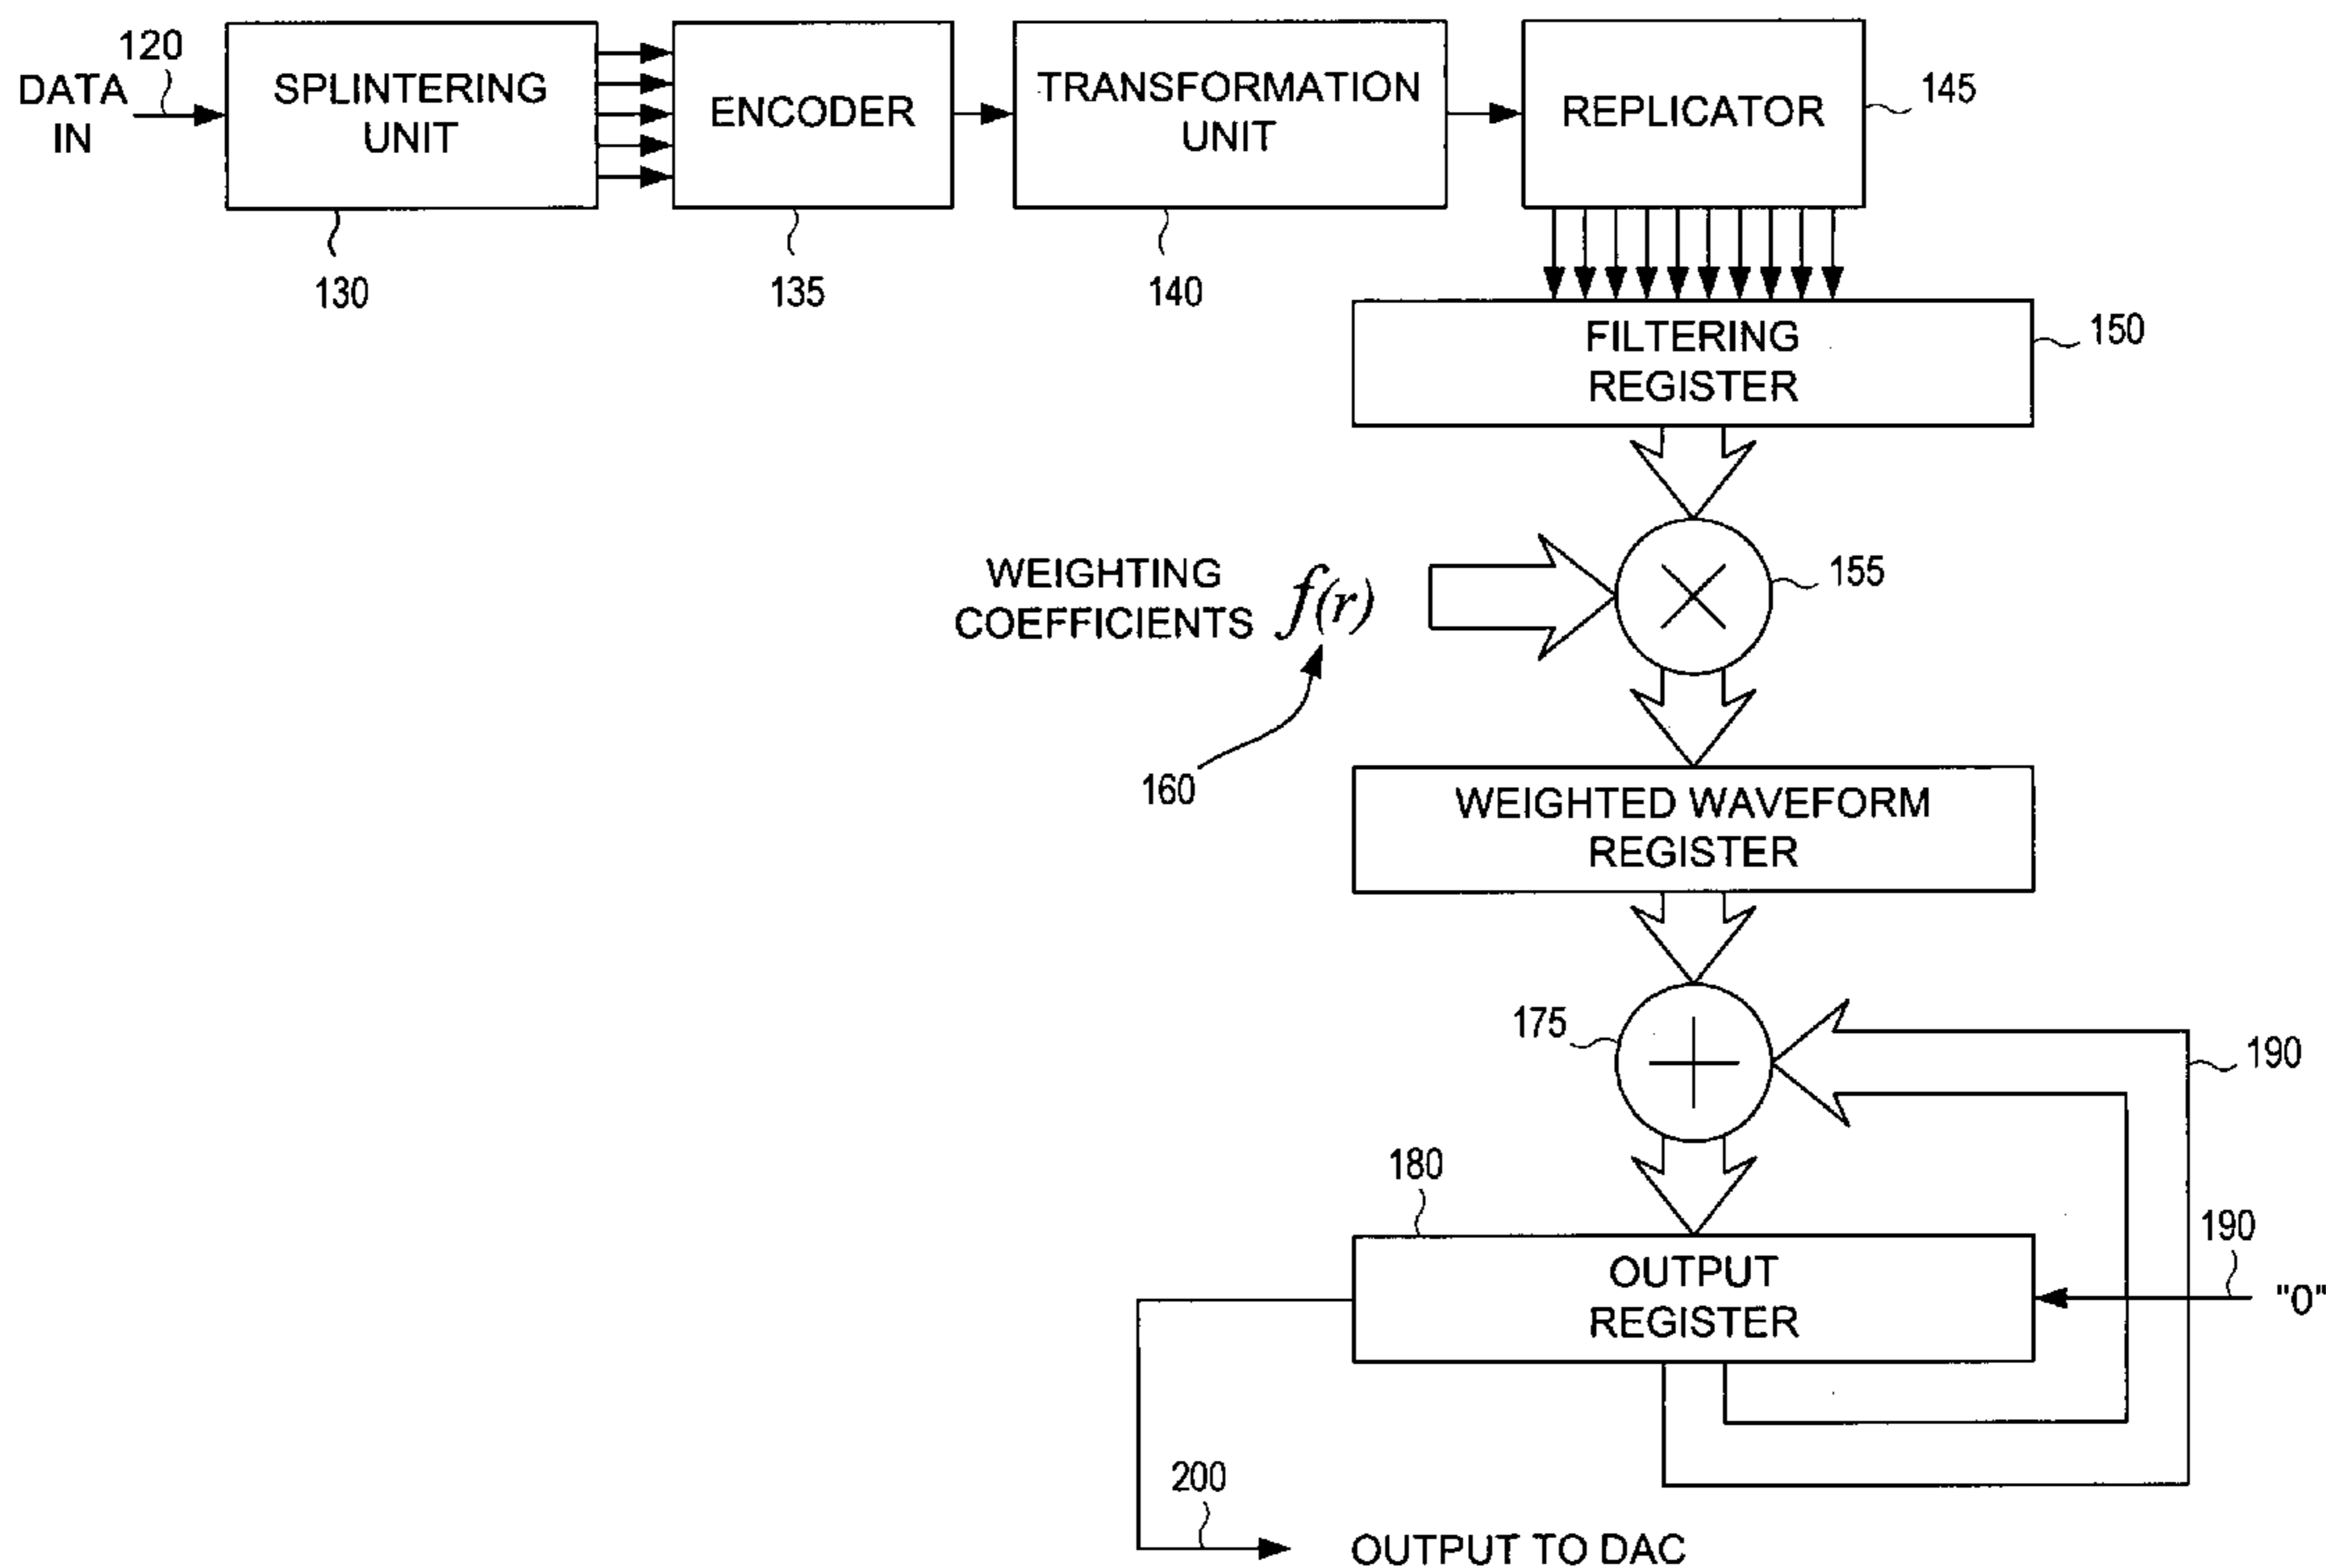 120
DATA
IN
SPLINTERING
UNIT
ENCODER
TRANSFORMATION
UNIT
REPLICATOR
145
130
135
140
FILTERING
REGISTER
150
WEIGHTING
COEFFICIENTS f(r)
155
160
WEIGHTED WAVEFORM
REGISTER
175
190
180
190
OUTPUT
REGISTER
"0"
200
OUTPUT TO DAC